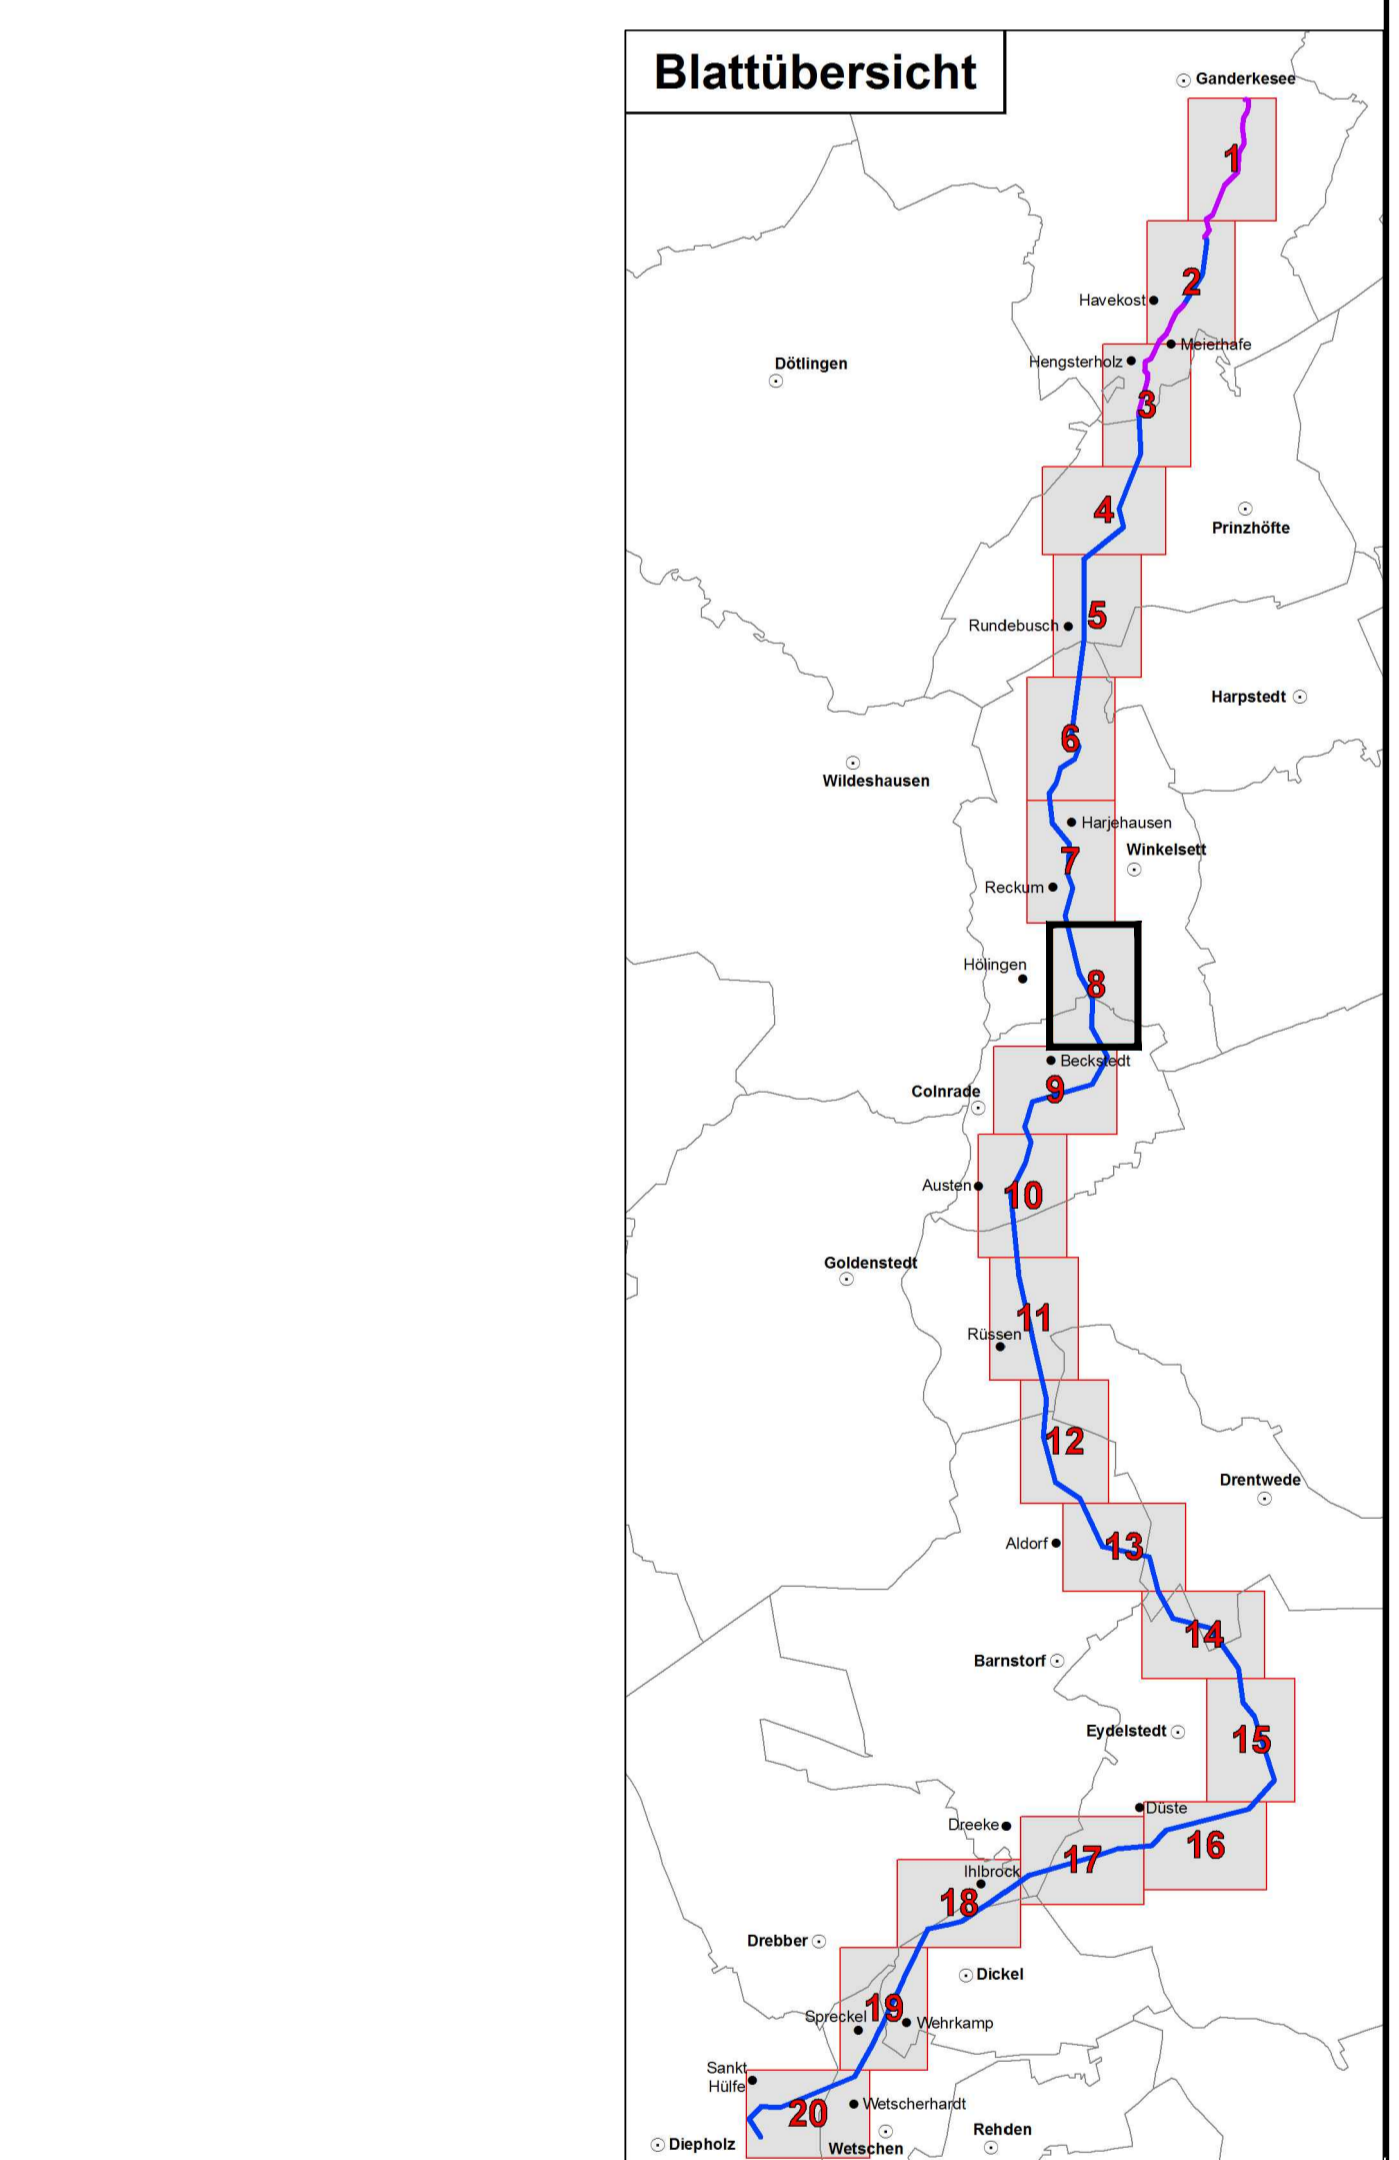 Blattübersicht
Ganderkesee
1
2
Havekost
Meierhafe
Hengsterholz
Dötlingen
3
4
Prinzhöfte
5
Rundebusch
Harpstedt
6
Wildeshausen
Harjehausen
Winkelsett
7
Reckum
Hölingen
8
Beckstedt
9
Colnrade
Austen
10
Goldenstedt
11
Rüssen
12
Drentwede
Aldorf
13
14
Barnstorf
Eydelstedt
15
Düste
Dreeke
16
17
Ihlbrock
18
Drebber
Dickel
19
Spreckel
Wehrkamp
Sankt
Hülfe
Wetscherhardt
20
Rehden
Diepholz
Wetschen